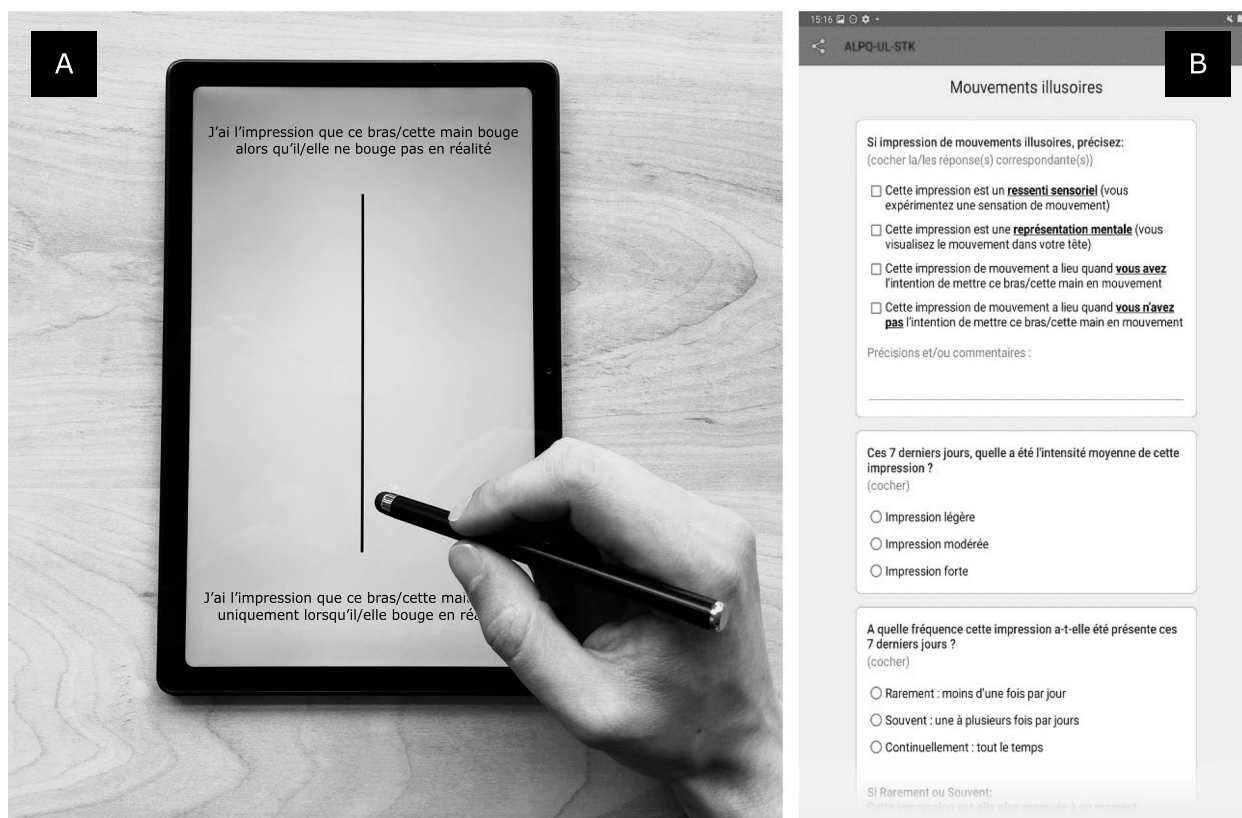 A
J'ai l'impression que ce bras/cette main bouge
alors qu'il/elle ne bouge pas en réalité
J'ai l'impression que ce bras/cette
uniquement lorsqu'il/elle bouge en
15:16
ALPQ-UL-STK
B
Mouvements illusoires
Si impression de mouvements illusoires, précisez:
(cocher la/les réponse(s) correspondante(s))
Cette impression est un ressenti sensoriel (vous
expérimentez une sensation de mouvement)
Cette impression est une représentation mentale (vous
visualisez le mouvement dans votre tête)
Cette impression de mouvement a lieu quand vous avez
l'intention de mettre ce bras/cette main en mouvement
Cette impression de mouvement a lieu quand vous n'avez
pas l'intention de mettre ce bras/cette main en mouvement
Précisions et/ou commentaires :
Ces 7 derniers jours, quelle a été l'intensité moyenne de cette
impression ?
(cocher)
Impression légère
Impression modérée
Impression forte
A quelle fréquence cette impression a-t-elle été présente ces
7 derniers jours ?
(cocher)
Rarement : moins d'une fois par jour
Souvent : une à plusieurs fois par jours
Continuellement : tout le temps
Si Rarement ou Souvent:
Cette impression est-elle plus marquée à un moment